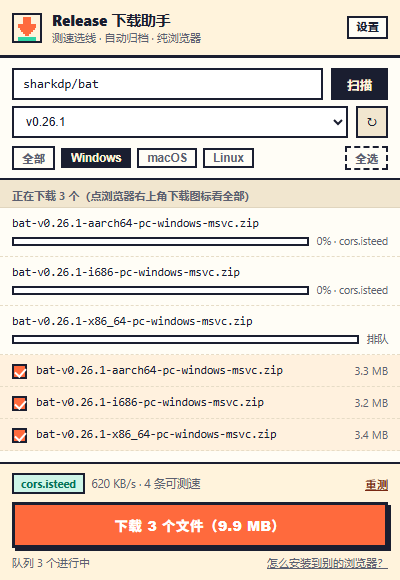 Release 下载助手
测速选线 · 自动归档 · 纯浏览器
设置
sharkdp/bat
扫描
v0.26.1
↻
全部 Windows macOS Linux 全选
正在下载 3 个（点浏览器右上角下载图标看全部）
bat-v0.26.1-aarch64-pc-windows-msvc.zip
0% · cors.isteed
bat-v0.26.1-i686-pc-windows-msvc.zip
0% · cors.isteed
bat-v0.26.1-x86_64-pc-windows-msvc.zip
排队
bat-v0.26.1-aarch64-pc-windows-msvc.zip 3.3 MB
bat-v0.26.1-i686-pc-windows-msvc.zip 3.2 MB
bat-v0.26.1-x86_64-pc-windows-msvc.zip 3.4 MB
cors.isteed 620 KB/s · 4 条可测速 重测
下载 3 个文件（9.9 MB）
队列 3 个进行中 怎么安装到别的浏览器？